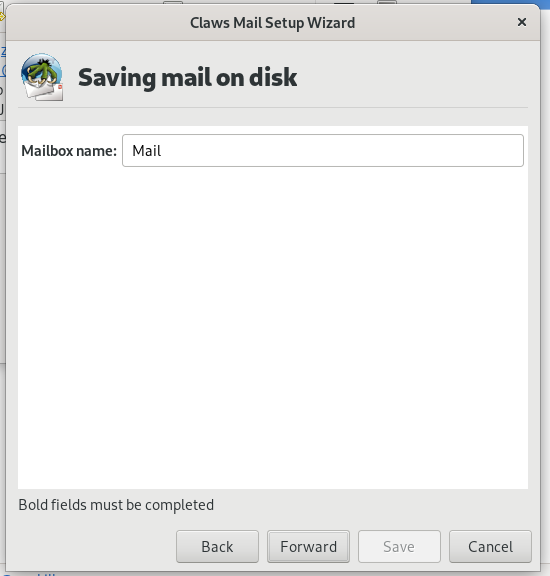 Claws Mail Setup Wizard
Saving mail on disk
Mailbox name: Mail
Bold fields must be completed
Back Forward Save Cancel